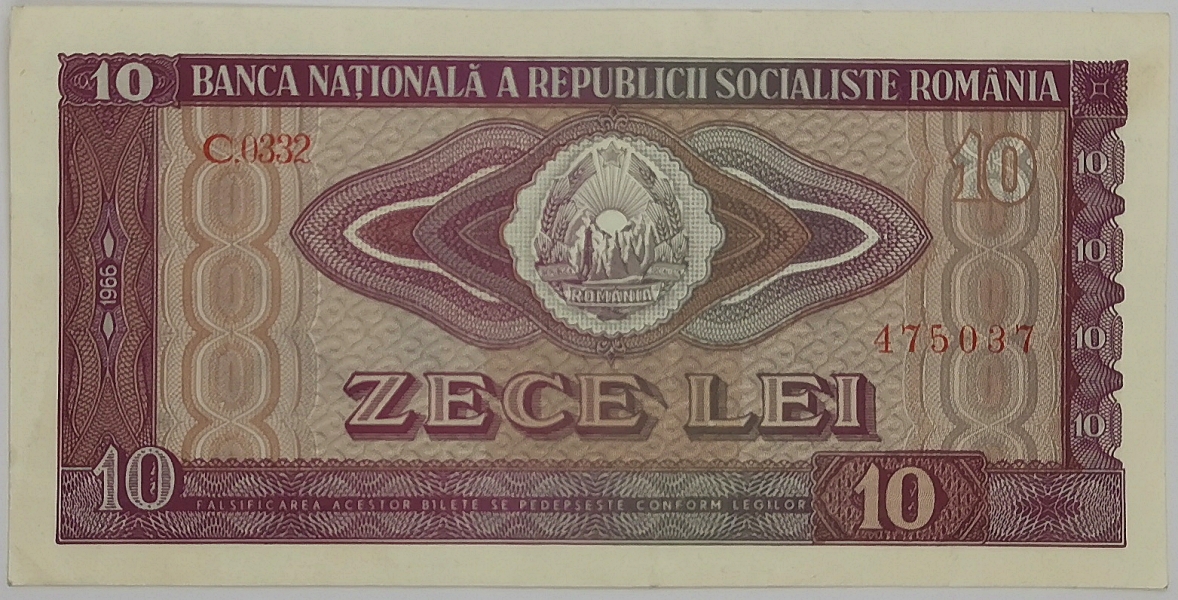 10 BANCA NAȚIONALĂ A REPUBLICII SOCIALISTE ROMÂNIA
C.0332
10
10
10
1966
ROMANIA
475037
10
ZECE LEI
10
10
10
FALSIFICAREA ACESTOR BILETE SE PEDEPSEȘTE CONFORM LEGILOR